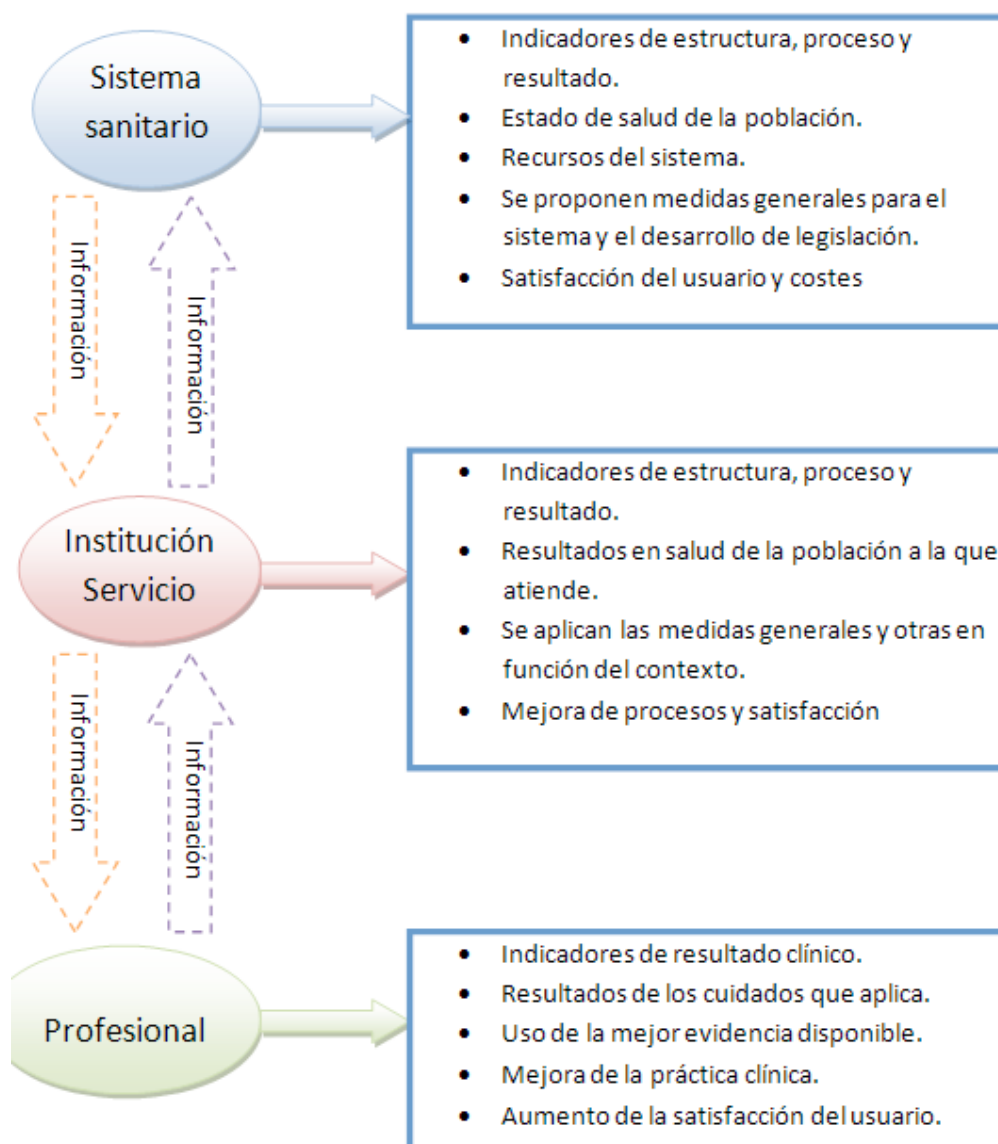 Sistema
sanitario
• Indicadores de estructura, proceso y
resultado.
• Estado de salud de la población.
• Recursos del sistema.
• Se proponen medidas generales para el
sistema y el desarrollo de legislación.
• Satisfacción del usuario y costes
Información
Información
Institución
Servicio
• Indicadores de estructura, proceso y
resultado.
• Resultados en salud de la población a la que
atiende.
• Se aplican las medidas generales y otras en
función del contexto.
• Mejora de procesos y satisfacción
Información
Información
Profesional
• Indicadores de resultado clínico.
• Resultados de los cuidados que aplica.
• Uso de la mejor evidencia disponible.
• Mejora de la práctica clínica.
• Aumento de la satisfacción del usuario.